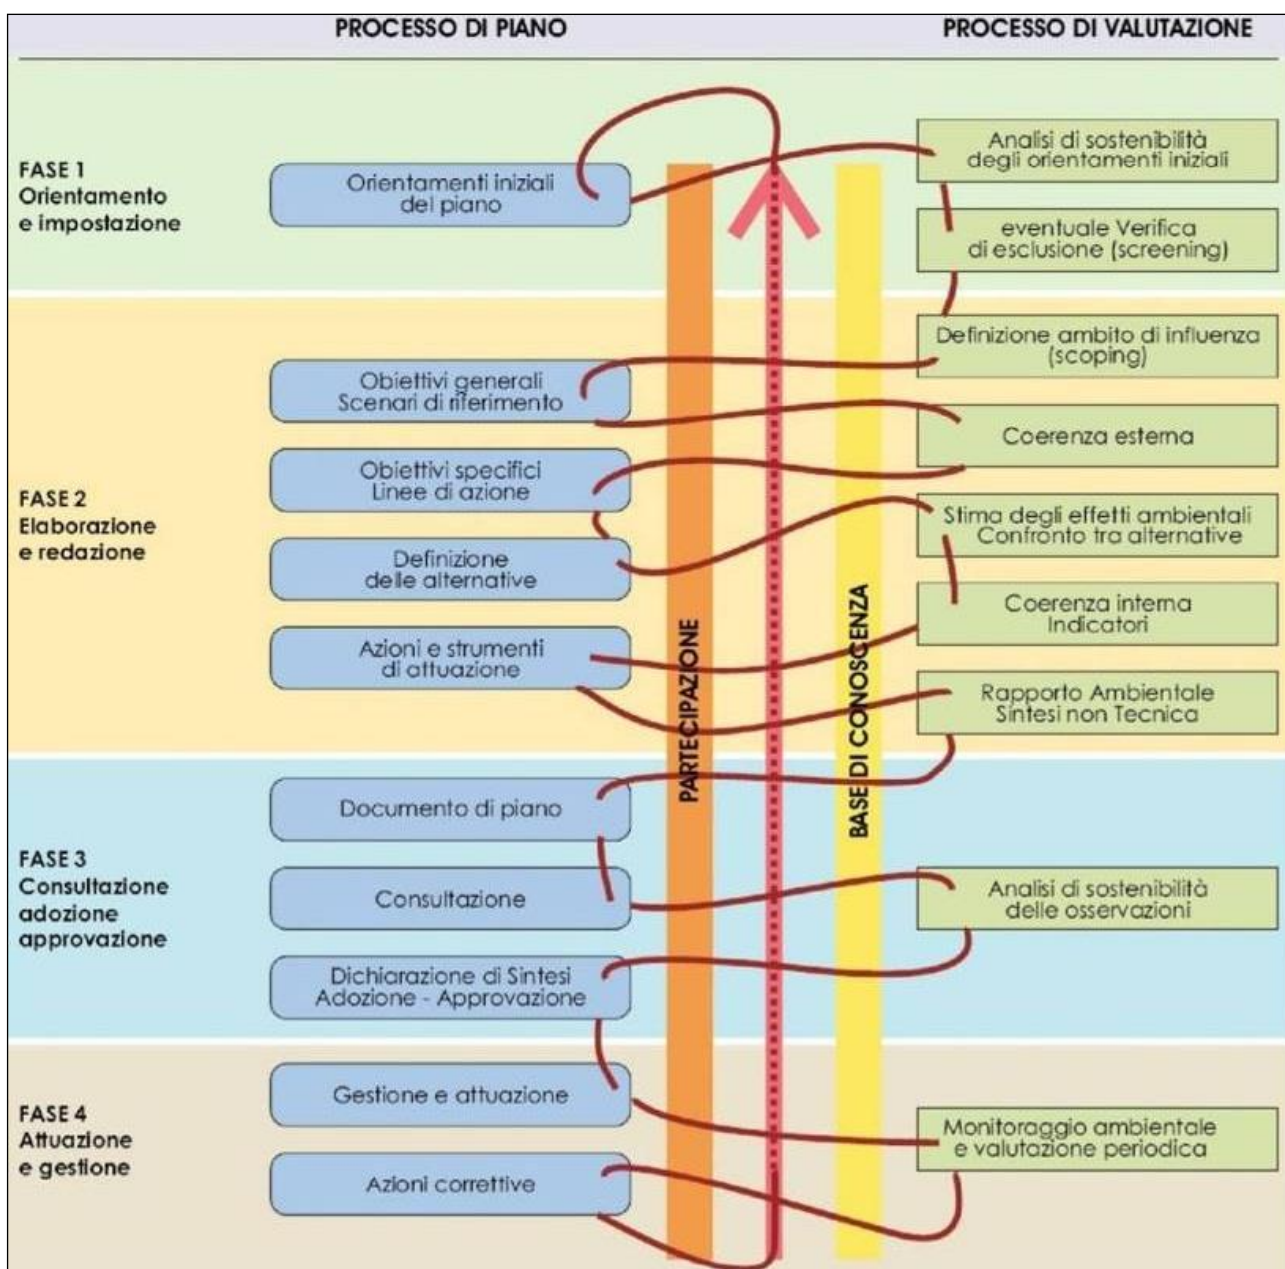 PROCESSO DI PIANO
PROCESSO DI VALUTAZIONE
FASE 1
Orientamento
e impostazione
Orientamenti iniziali
del piano
Analisi di sostenibilità
degli orientamenti iniziali
eventuale Verifica
di esclusione (screening)
FASE 2
Elaborazione
e redazione
Obiettivi generali
Scenari di riferimento
Obiettivi specifici
Linee di azione
Definizione
delle alternative
Azioni e strumenti
di attuazione
Definizione ambito di influenza
(scoping)
Coerenza esterna
Stima degli effetti ambientali
Confronto tra alternative
Coerenza interna
Indicatori
Rapporto Ambientale
Sintesi non Tecnica
PARTECIPAZIONE
BASE DI CONOSCENZA
FASE 3
Consultazione
adozione
approvazione
Documento di piano
Consultazione
Dichiarazione di Sintesi
Adozione - Approvazione
Analisi di sostenibilità
delle osservazioni
FASE 4
Attuazione
e gestione
Gestione e attuazione
Azioni correttive
Monitoraggio ambientale
e valutazione periodica